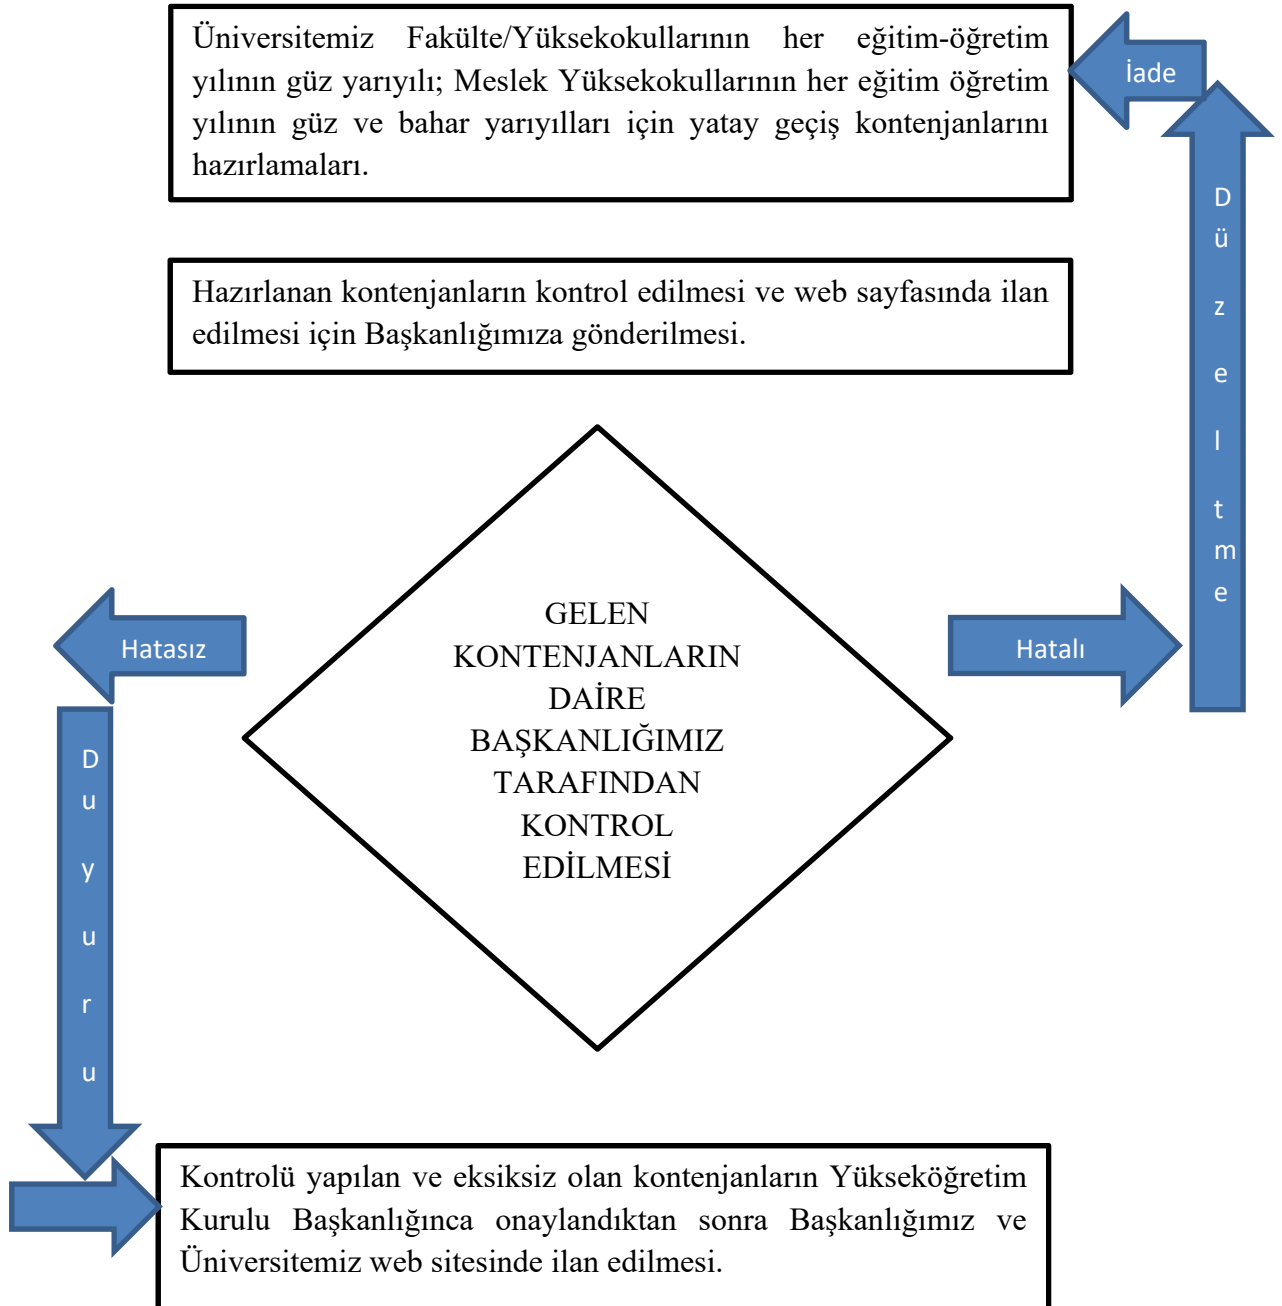 Üniversitemiz Fakülte/Yüksekokullarının her eğitim-öğretim
yılının güz yarıyılı; Meslek Yüksekokullarının her eğitim öğretim
yılının güz ve bahar yarıyılları için yatay geçiş kontenjanlarını
hazırlamaları.
İade
Düzeltme
Hazırlanan kontenjanların kontrol edilmesi ve web sayfasında ilan
edilmesi için Başkanlığımıza gönderilmesi.
GELEN
KONTENJANLARIN
DAİRE
BAŞKANLIĞIMIZ
TARAFINDAN
KONTROL
EDİLMESİ
Hatasız
Hatalı
Duyuru
Kontrolü yapılan ve eksiksiz olan kontenjanların Yükseköğretim
Kurulu Başkanlığınca onaylandıktan sonra Başkanlığımız ve
Üniversitemiz web sitesinde ilan edilmesi.